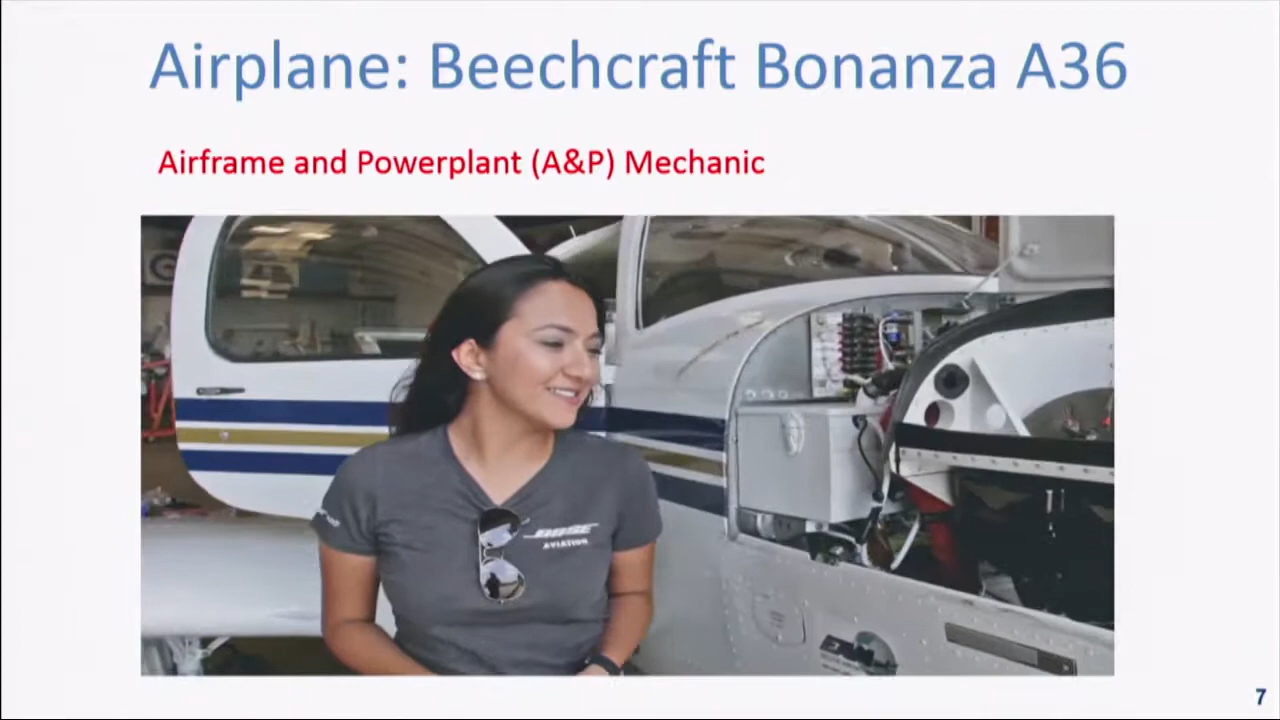 Airplane: Beechcraft Bonanza A36
Airframe and Powerplant (A&P) Mechanic
BOSE
AVIATION
7